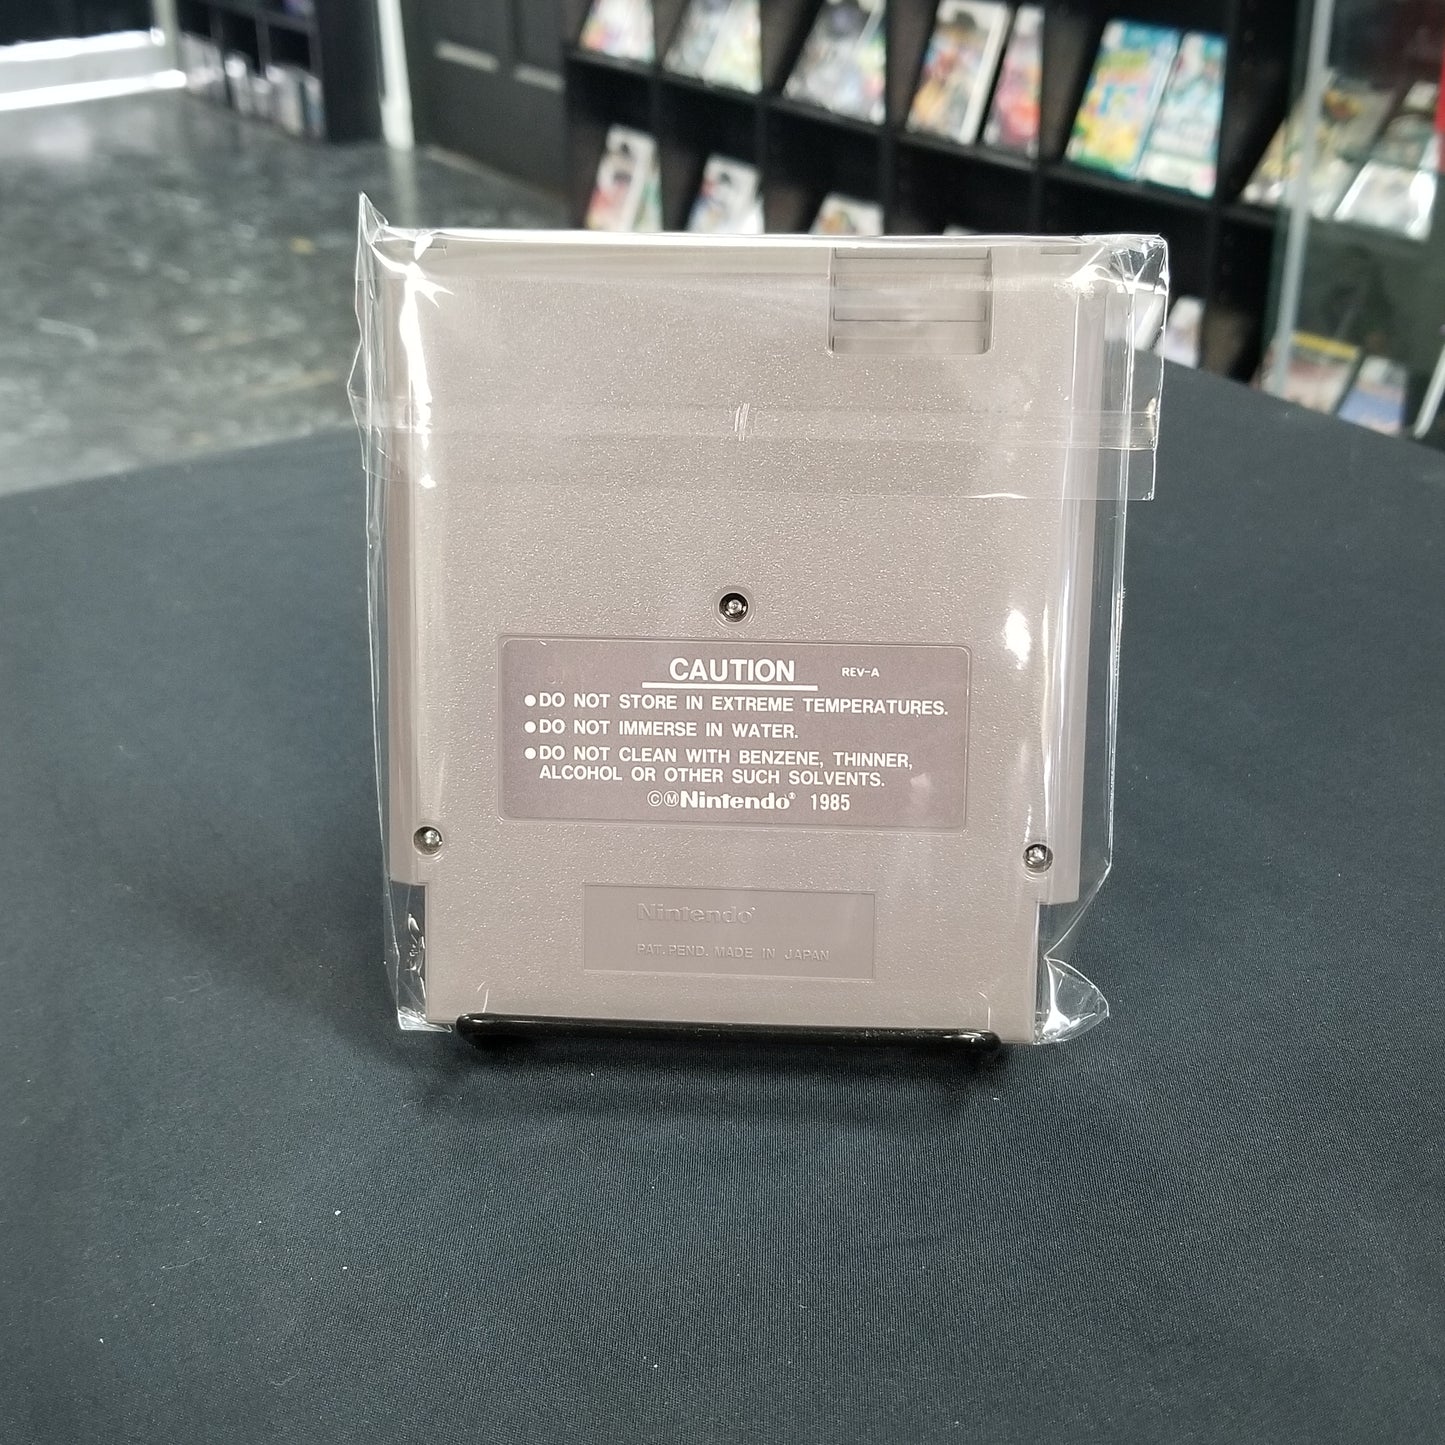 CAUTION REV-A
●DO NOT STORE IN EXTREME TEMPERATURES.
●DO NOT IMMERSE IN WATER.
●DO NOT CLEAN WITH BENZENE, THINNER,
ALCOHOL OR OTHER SUCH SOLVENTS.
©ⓂNintendo® 1985
Nintendo®
PAT. PEND. MADE IN JAPAN